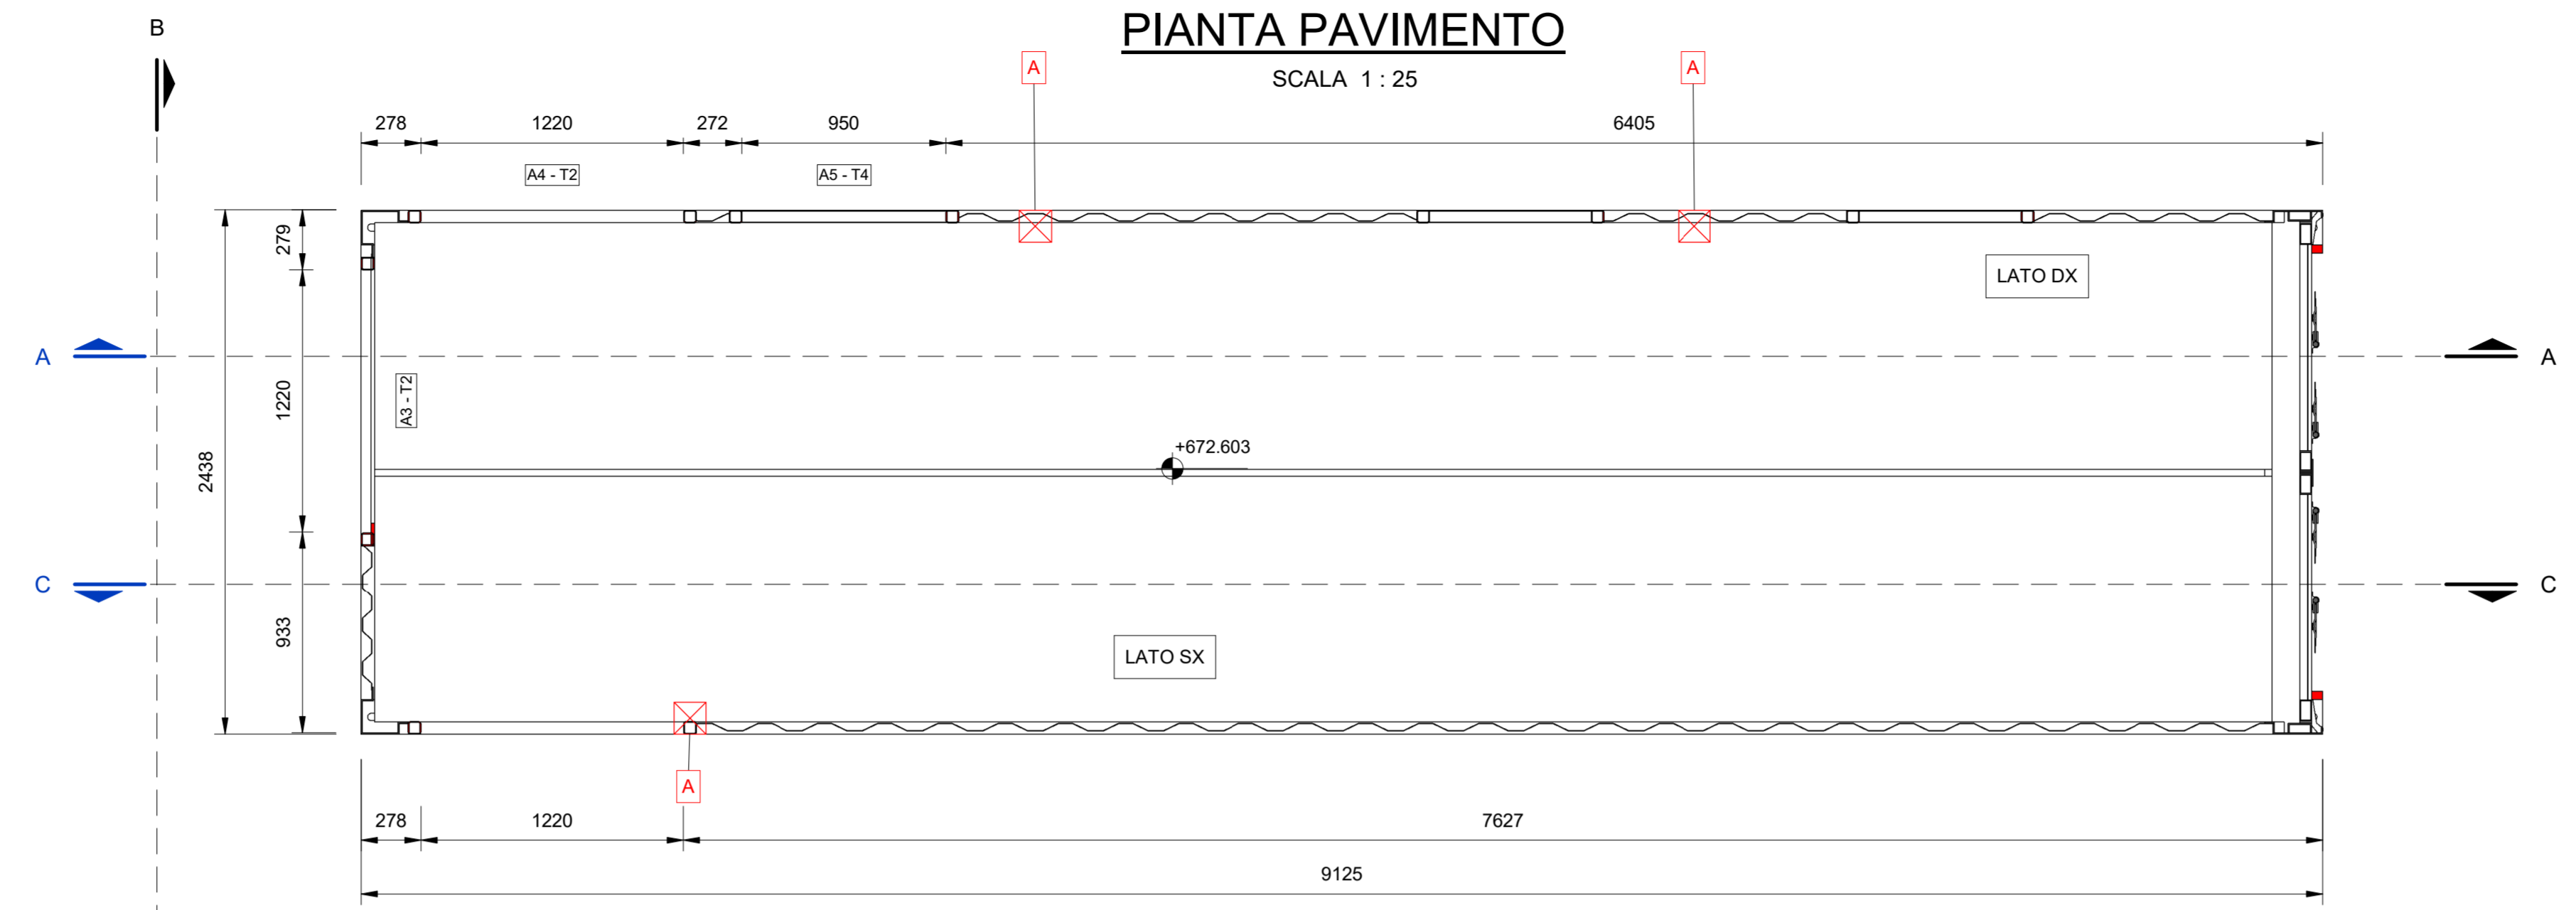 PIANTA PAVIMENTO
SCALA 1 : 25
B
A
A
278
1220
272
950
6405
A4 - T2
A5 - T4
279
1220
2438
933
A3 - T2
LATO DX
A
A
+672.603
C
C
LATO SX
A
278
1220
7627
9125